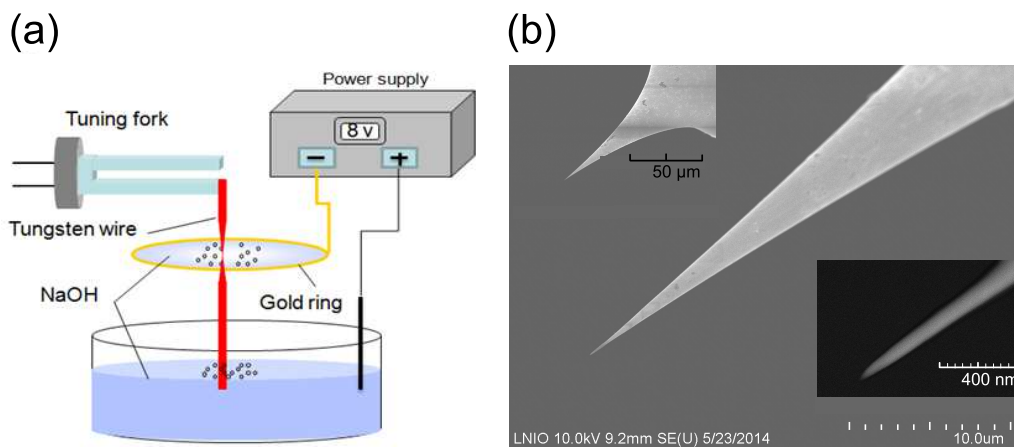 (a)
(b)
Power supply
8 v
− +
Tuning fork
Tungsten wire
NaOH
Gold ring
50 µm
400 nm
LNIO 10.0kV 9.2mm SE(U) 5/23/2014
10.0um